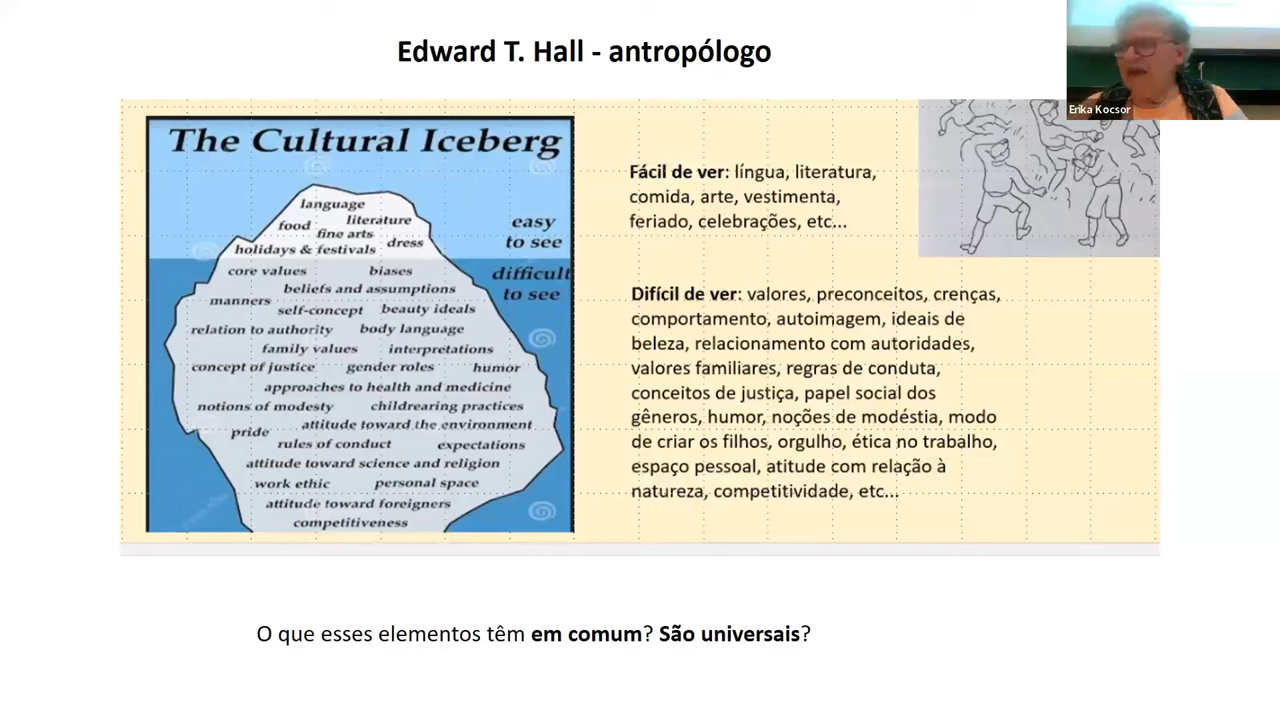 Edward T. Hall - antropólogo
Erika Kocsor
The Cultural Iceberg
language
food
literature
fine arts
dress
holidays & festivals
easy
to see
difficult
to see
core values
biases
beliefs and assumptions
manners
self-concept
beauty ideals
relation to authority
body language
family values
interpretations
concept of justice
gender roles
humor
approaches to health and medicine
notions of modesty
childrearing practices
pride
attitude toward the environment
rules of conduct
expectations
attitude toward science and religion
work ethic
personal space
attitude toward foreigners
competitiveness
Fácil de ver: língua, literatura,
comida, arte, vestimenta,
feriado, celebrações, etc...
Difícil de ver: valores, preconceitos, crenças,
comportamento, autoimagem, ideais de
beleza, relacionamento com autoridades,
valores familiares, regras de conduta,
conceitos de justiça, papel social dos
gêneros, humor, noções de modéstia, modo
de criar os filhos, orgulho, ética no trabalho,
espaço pessoal, atitude com relação à
natureza, competitividade, etc...
O que esses elementos têm em comum? São universais?